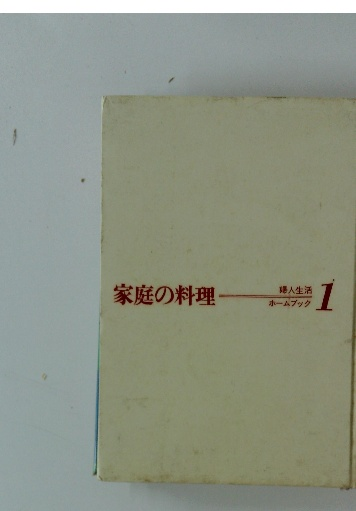 家庭の料理
婦人生活
ホームブック
1